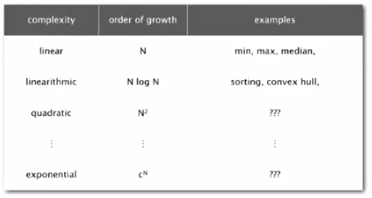 complexity order of growth examples
linear N min, max, median,
linearithmic N log N sorting, convex hull,
quadratic N² ???
⋮ ⋮ ⋮
exponential cᴺ ???